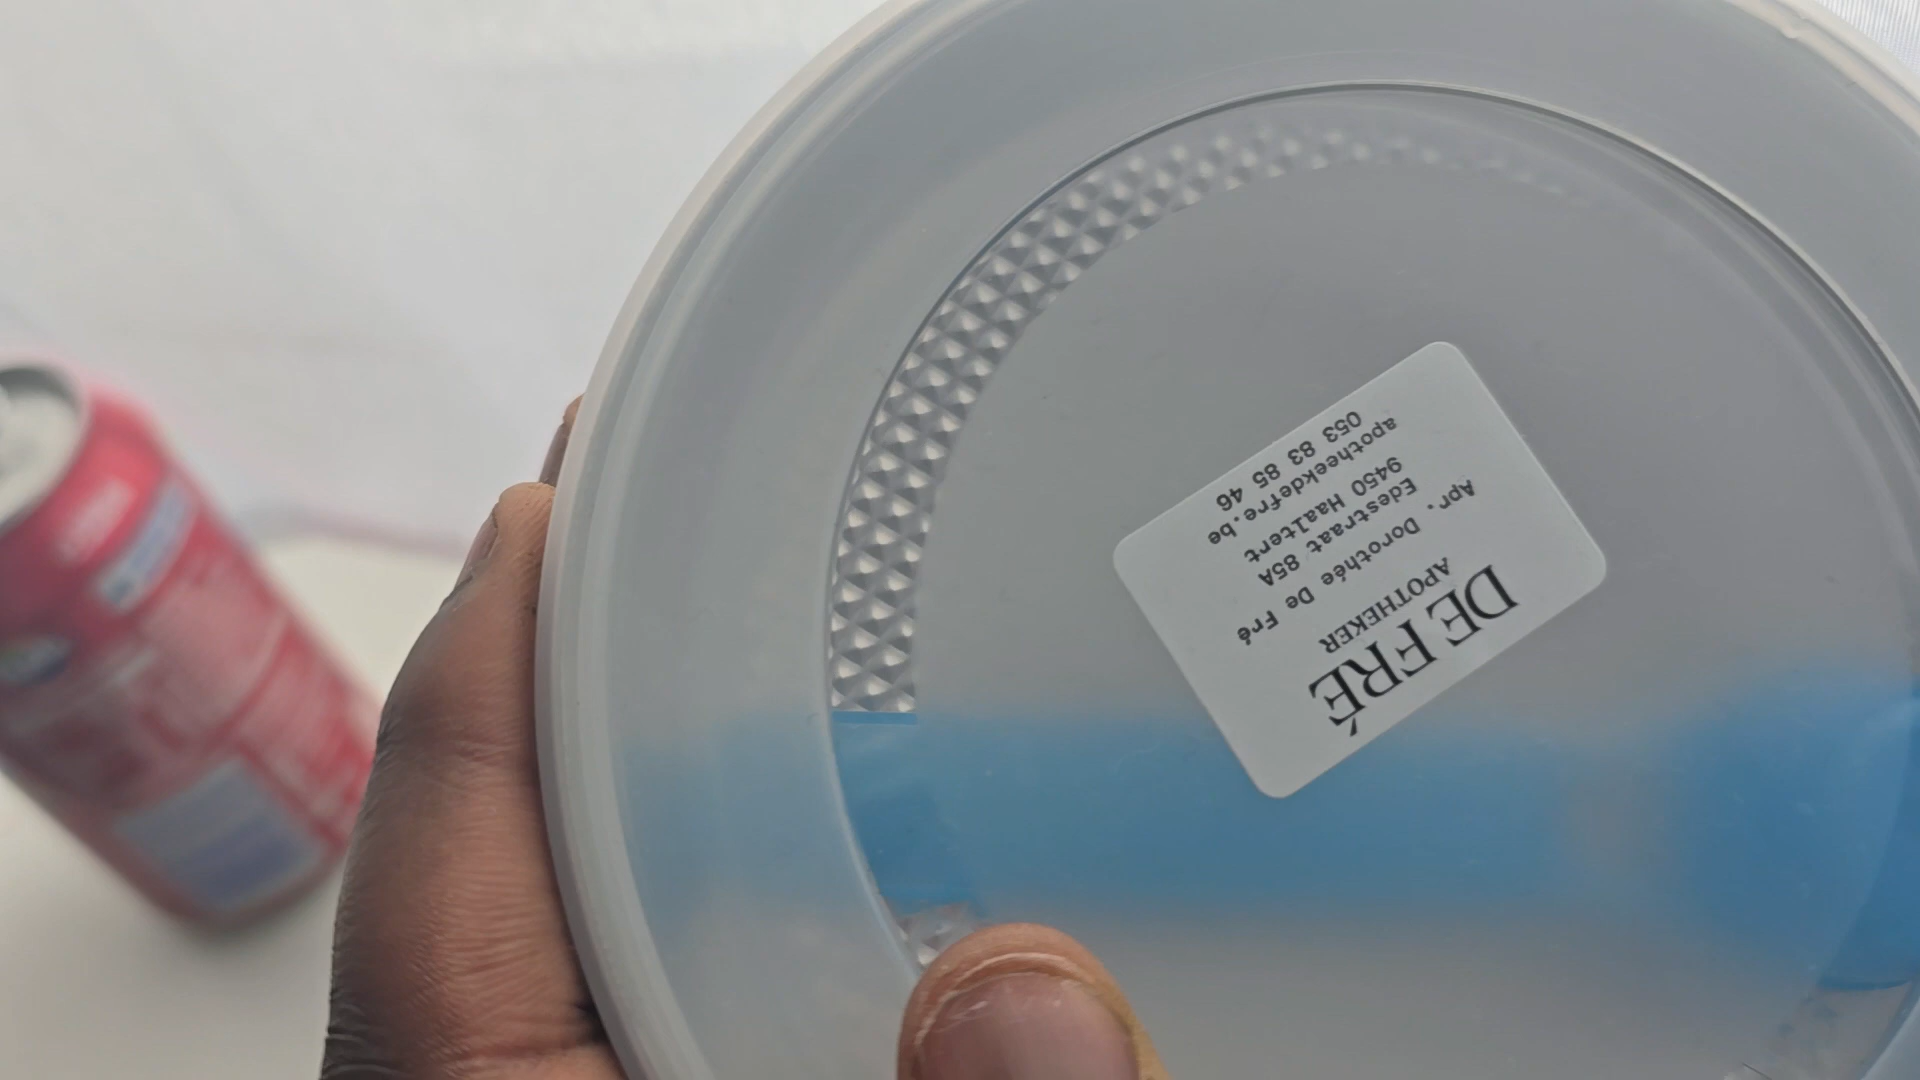 DE FRÉ
APOTHEKER
Apr. Dorothée De Fré
Edestraat 85A
9450 Haaltert
apotheekdefre.be
053 83 85 46